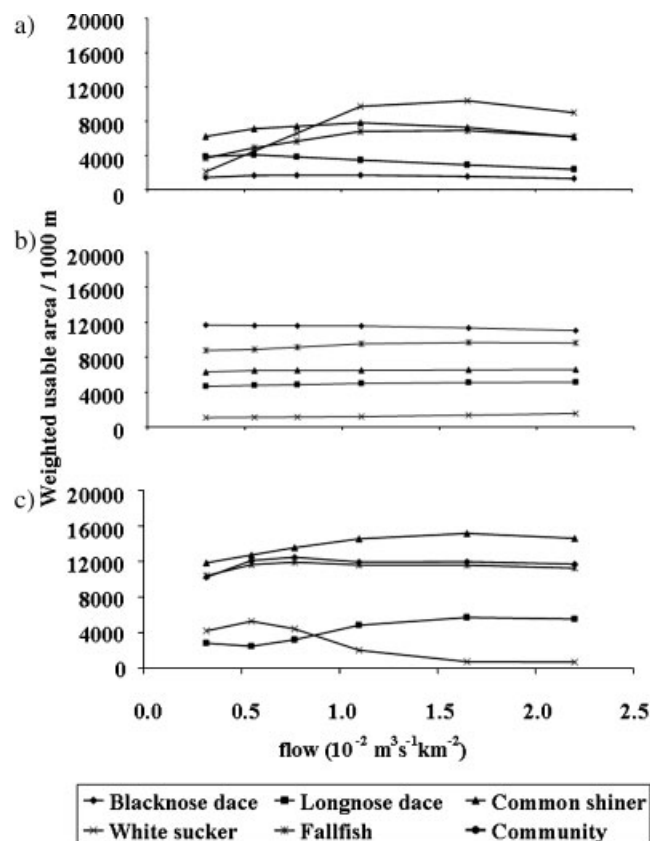 a)
20000
16000
12000
8000
4000
0
b)
20000
16000
12000
8000
4000
0
c)
20000
16000
12000
8000
4000
0
Weighted usable area / 1000 m
0.0 0.5 1.0 1.5 2.0 2.5
flow (10⁻² m³s⁻¹km⁻²)
Blacknose dace Longnose dace Common shiner
White sucker Fallfish Community